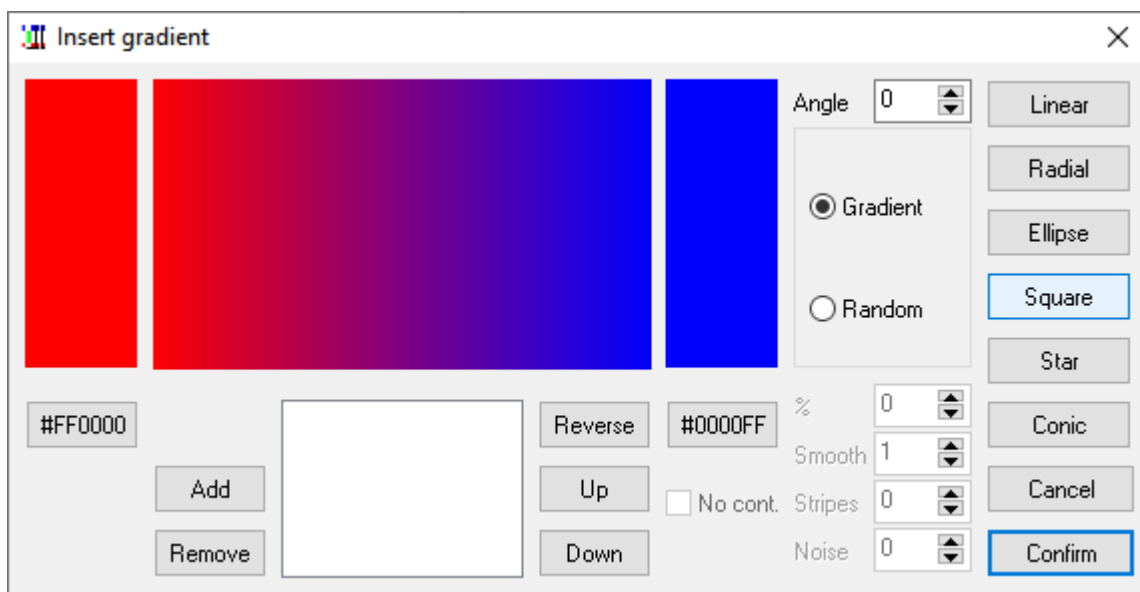 Insert gradient
Angle 0
Linear
Radial
Gradient
Ellipse
Square
Random
Star
#FF0000
Reverse
#0000FF
% 0
Conic
Smooth 1
Add
Up
No cont.
Stripes 0
Cancel
Remove
Down
Noise 0
Confirm